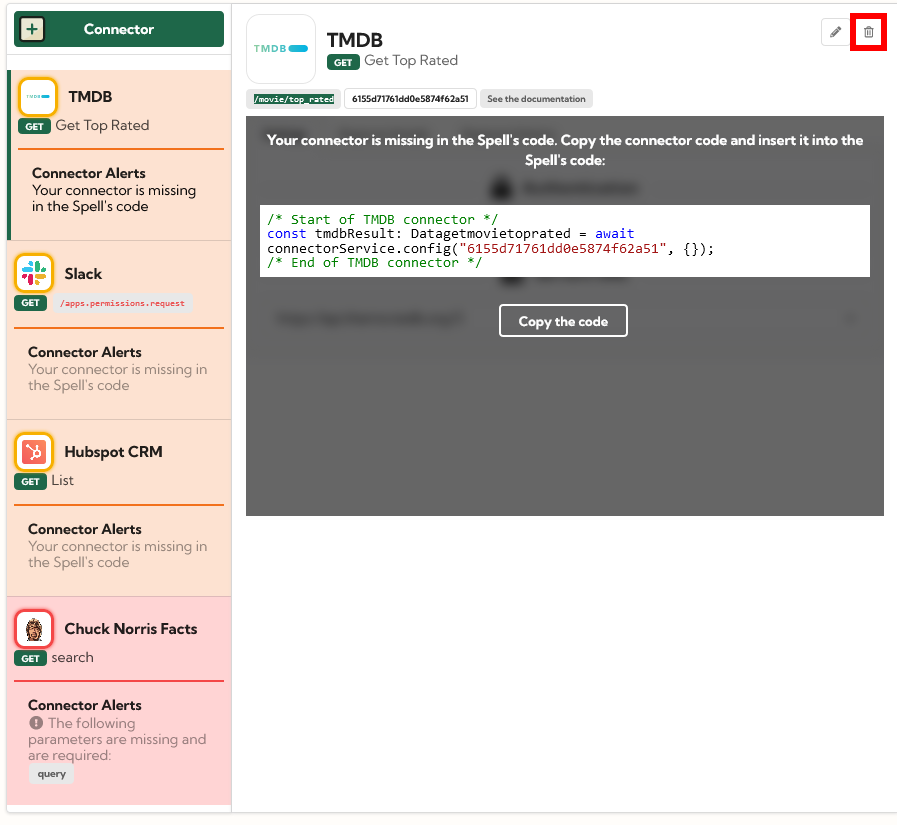 + Connector
TMDB
TMDB
GET Get Top Rated
Connector Alerts
Your connector is missing
in the Spell's code
Slack
GET /apps.permissions.request
Connector Alerts
Your connector is missing in
the Spell's code
Hubspot CRM
GET List
Connector Alerts
Your connector is missing in
the Spell's code
Chuck Norris Facts
GET search
Connector Alerts
The following
parameters are missing and
are required:
query
TMDB
TMDB
GET Get Top Rated
/movie/top_rated 6155d71761dd0e5874f62a51 See the documentation
Your connector is missing in the Spell's code. Copy the connector code and insert it into the
Spell's code:
/* Start of TMDB connector */
const tmdbResult: Datagetmovietoprated = await
connectorService.config("6155d71761dd0e5874f62a51", {});
/* End of TMDB connector */
Copy the code